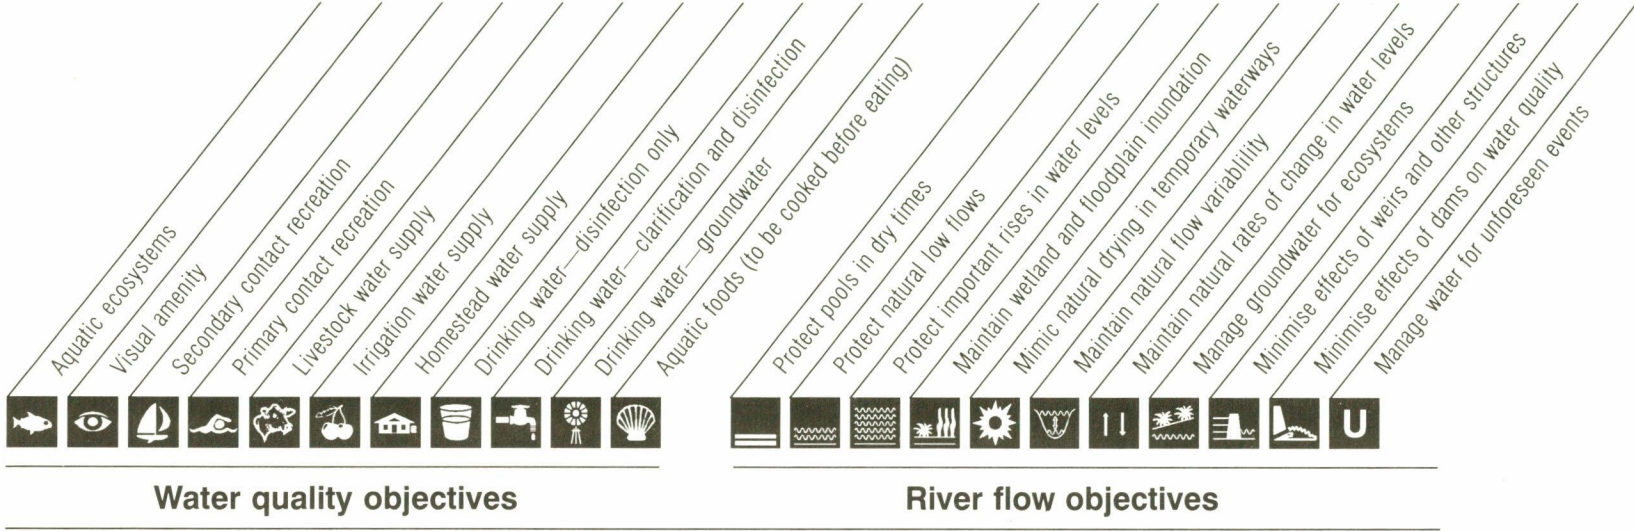 Aquatic ecosystems
Visual amenity
Secondary contact recreation
Primary contact recreation
Livestock water supply
Irrigation water supply
Homestead water supply
Drinking water—disinfection only
Drinking water—clarification and disinfection
Drinking water—groundwater
Aquatic foods (to be cooked before eating)
Protect pools in dry times
Protect natural low flows
Protect important rises in water levels
Maintain wetland and floodplain inundation
Mimic natural drying in temporary waterways
Maintain natural flow variability
Maintain natural rates of change in water levels
Manage groundwater for ecosystems
Minimise effects of weirs and other structures
Minimise effects of dams on water quality
Manage water for unforeseen events
U
Water quality objectives
River flow objectives